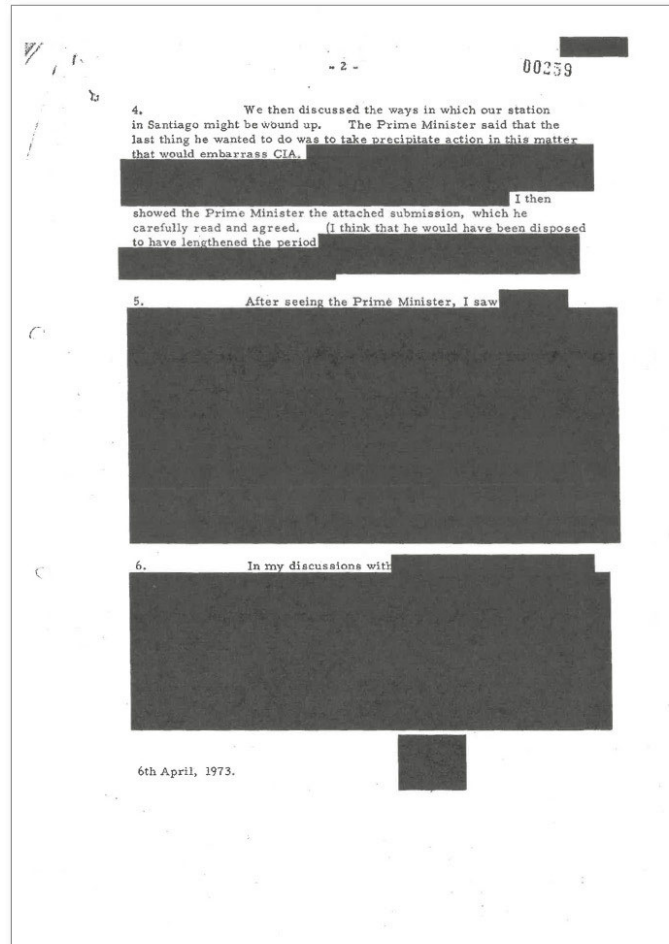 - 2 -
00239
4. We then discussed the ways in which our station
in Santiago might be wound up. The Prime Minister said that the
last thing he wanted to do was to take precipitate action in this matter
that would embarrass CIA.
I then
showed the Prime Minister the attached submission, which he
carefully read and agreed. (I think that he would have been disposed
to have lengthened the period
5. After seeing the Prime Minister, I saw
6. In my discussions with
6th April, 1973.